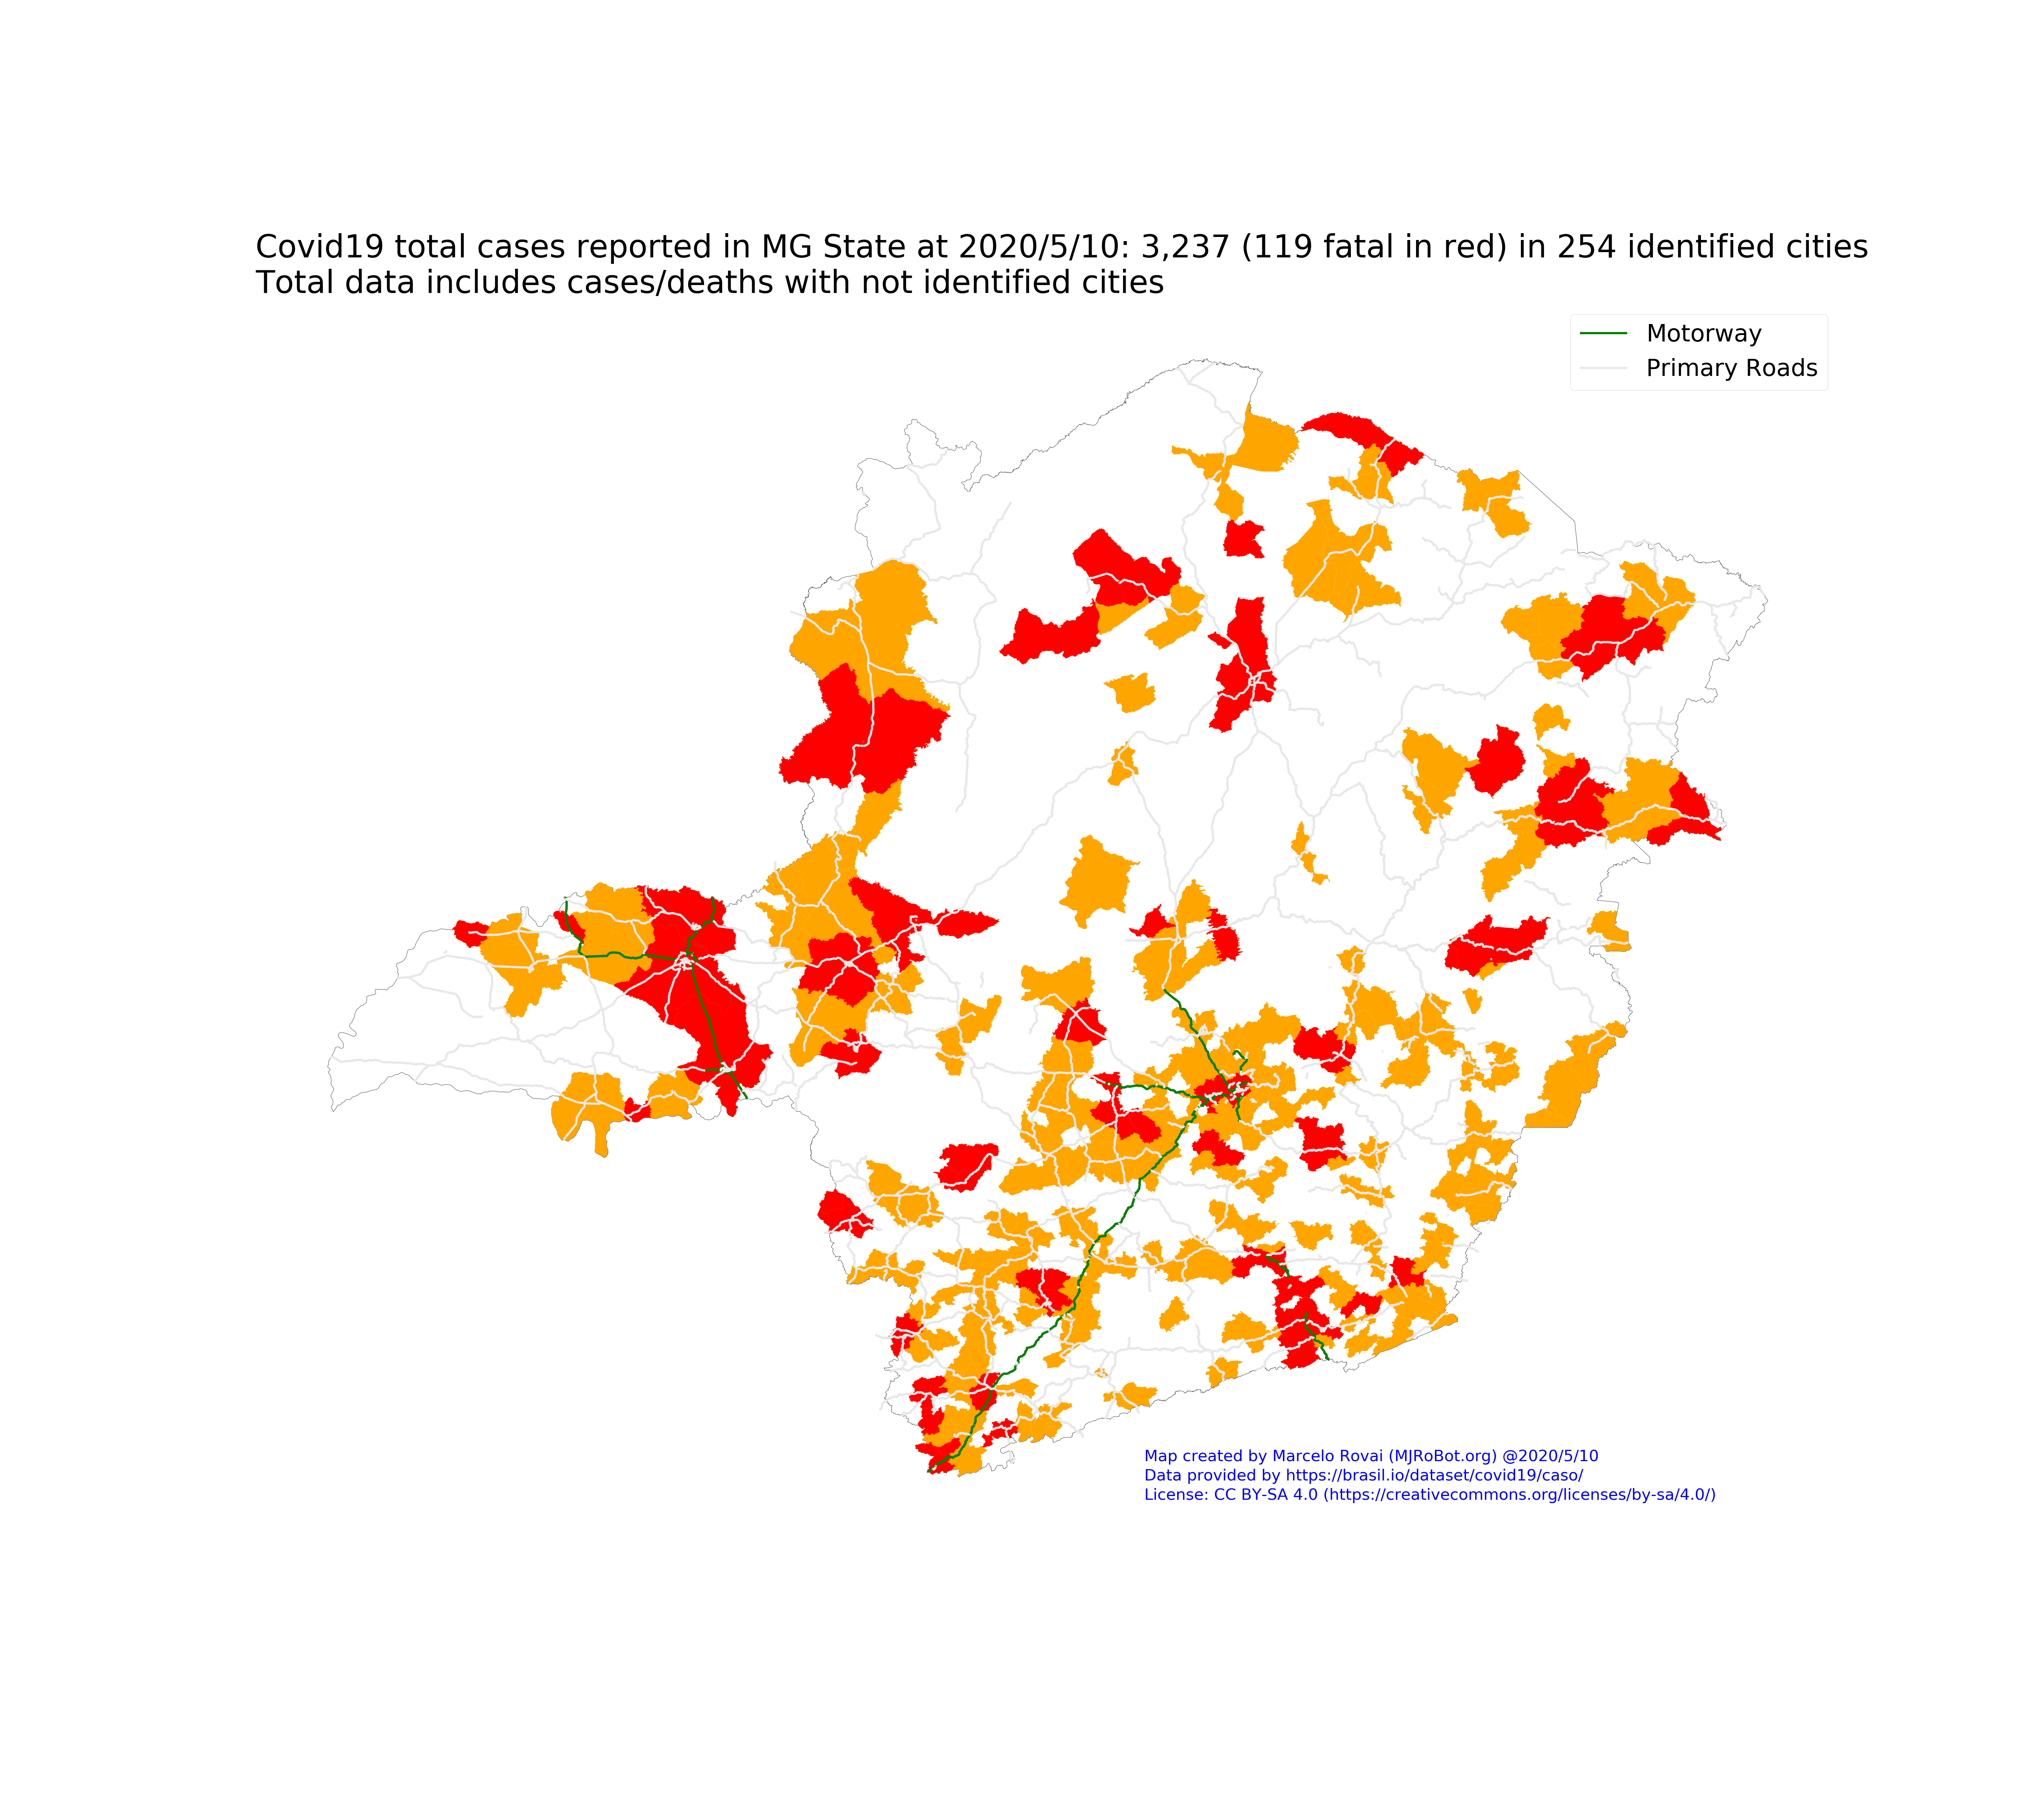 Covid19 total cases reported in MG State at 2020/5/10: 3,237 (119 fatal in red) in 254 identified cities
Total data includes cases/deaths with not identified cities
Motorway
Primary Roads
Map created by Marcelo Rovai (MJRoBot.org) @2020/5/10
Data provided by https://brasil.io/dataset/covid19/caso/
License: CC BY-SA 4.0 (https://creativecommons.org/licenses/by-sa/4.0/)